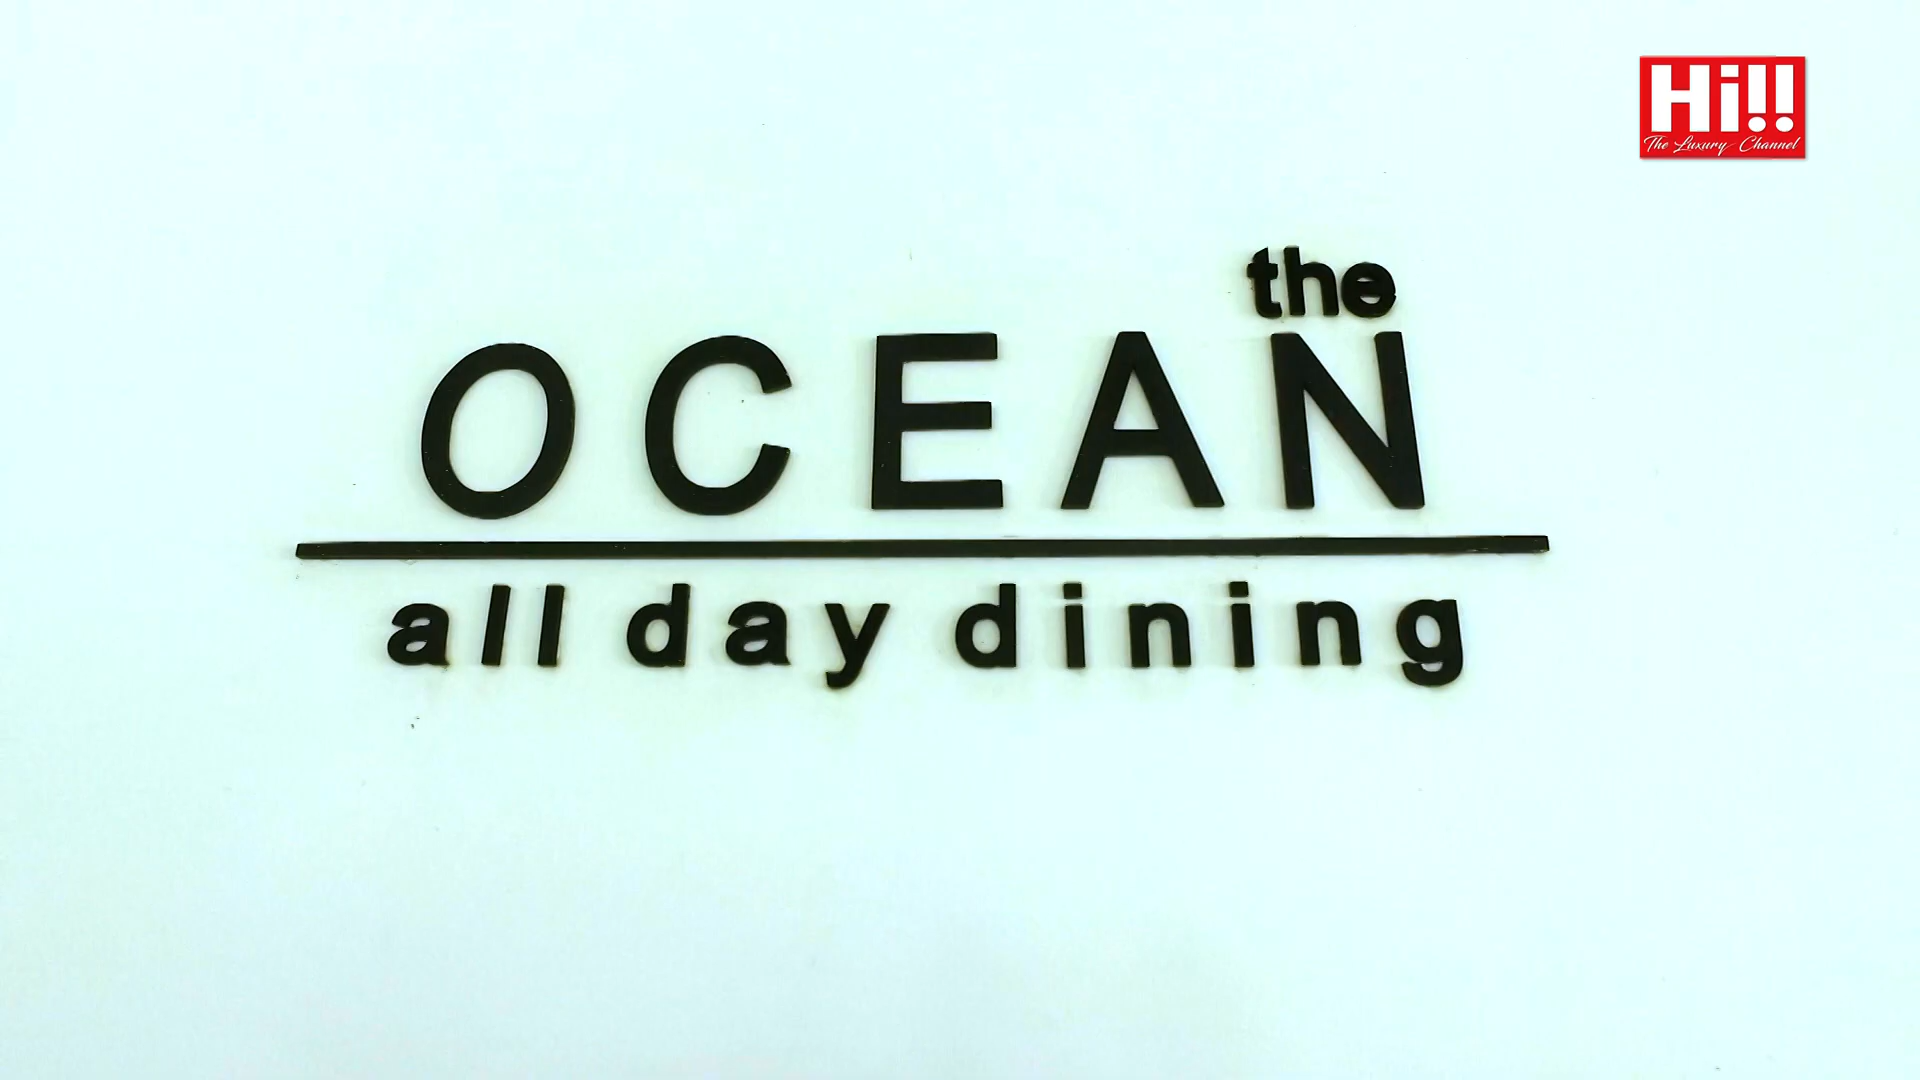 Hi!!
The Luxury Channel
the
OCEAN
all day dining